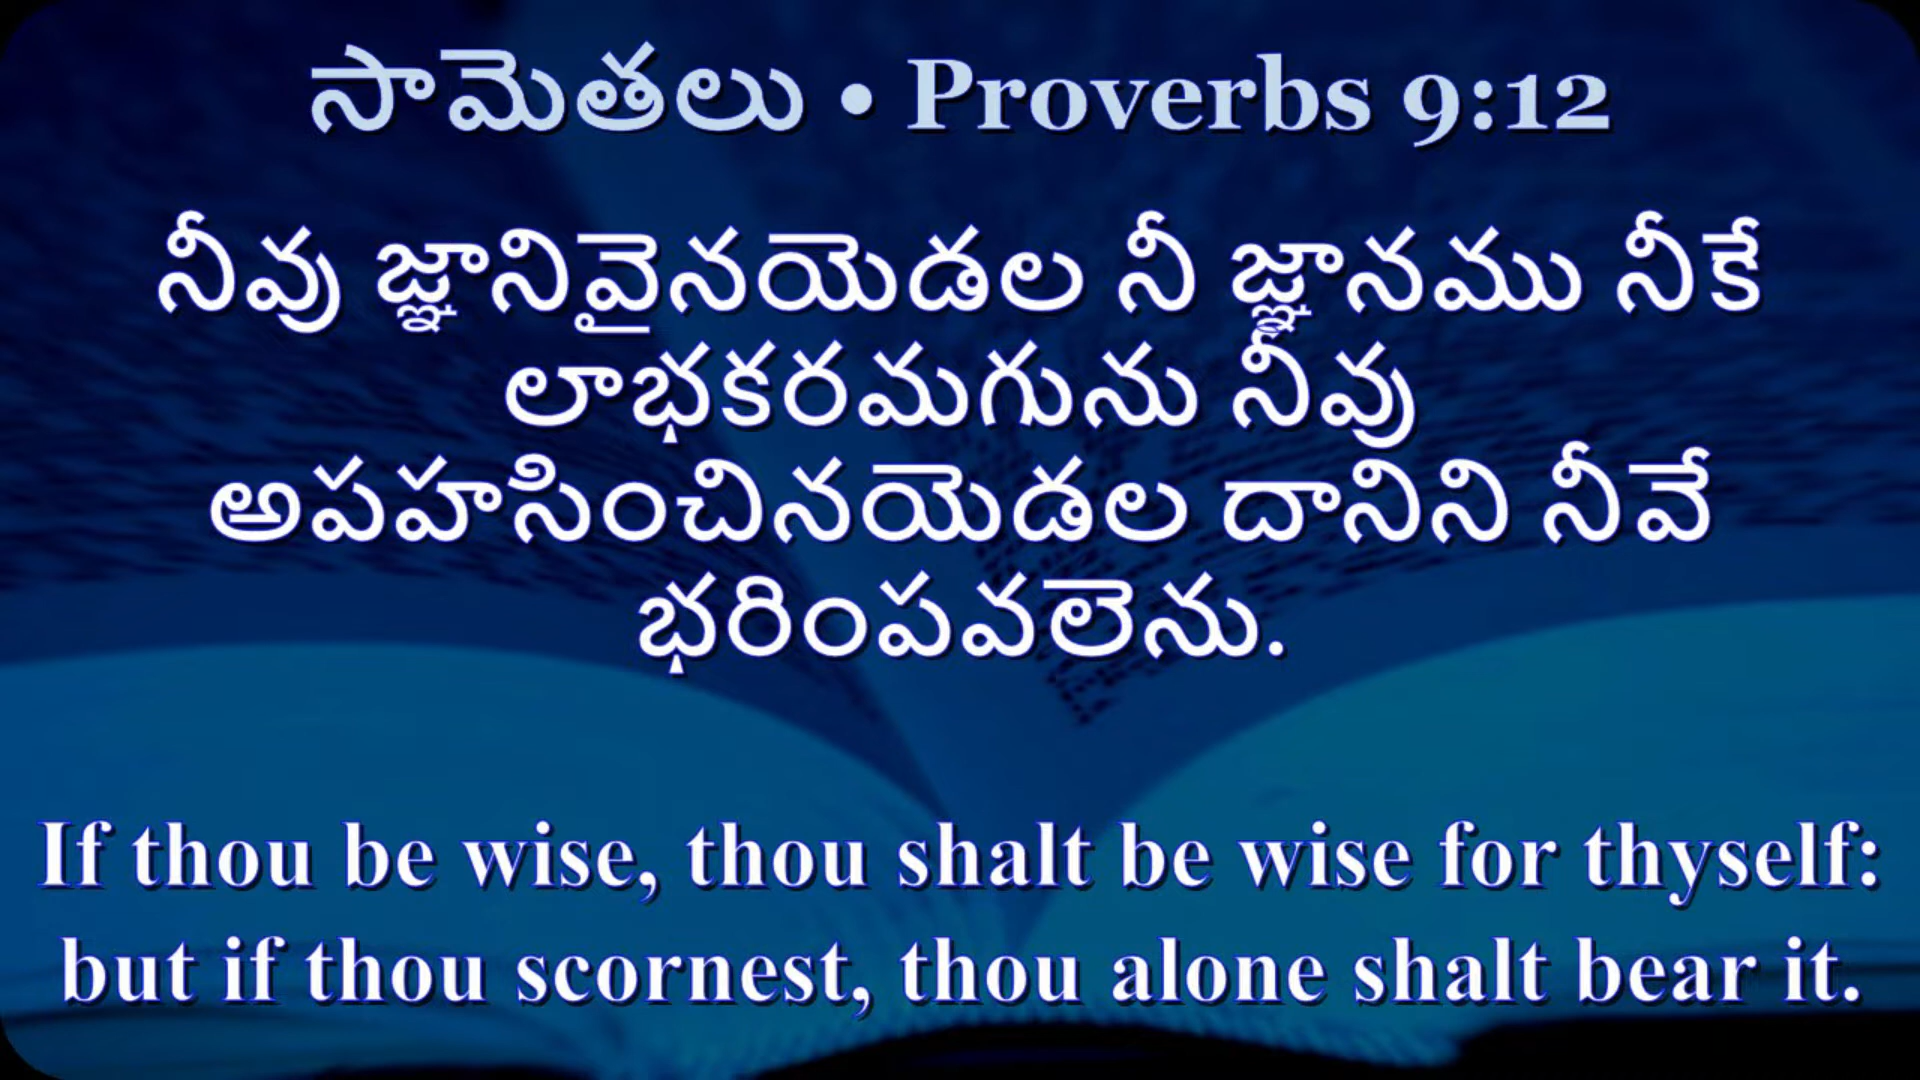 సామెతలు • Proverbs 9:12
నీవు జ్ఞానివైనయెడల నీ జ్ఞానము నీకే
లాభకరమగును నీవు
అపహసించినయెడల దానిని నీవే
భరింపవలెను.
If thou be wise, thou shalt be wise for thyself:
but if thou scornest, thou alone shalt bear it.